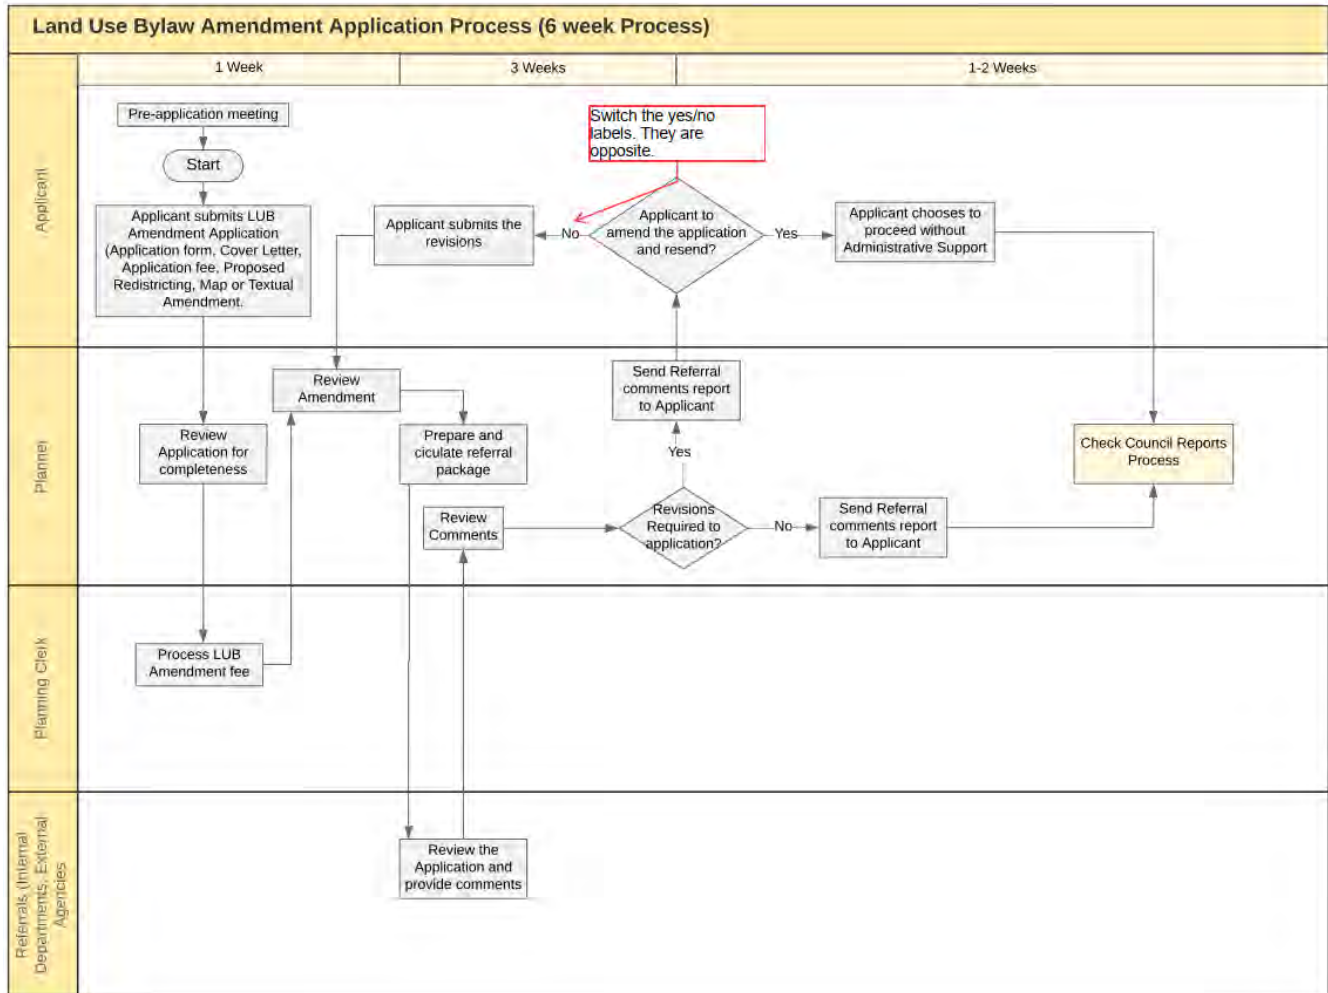 Land Use Bylaw Amendment Application Process (6 week Process)
1 Week
3 Weeks
1-2 Weeks
Applicant
Pre-application meeting
Start
Applicant submits LUB
Amendment Application
(Application form, Cover Letter,
Application fee, Proposed
Redistricting, Map or Textual
Amendment.
Switch the yes/no
labels. They are
opposite.
Applicant submits the
revisions
No
Applicant to
amend the application
and resend?
Yes
Applicant chooses to
proceed without
Administrative Support
Planner
Review
Amendment
Send Referral
comments report
to Applicant
Review
Application for
completeness
Prepare and
ciculate referral
package
Yes
Check Council Reports
Process
Review
Comments
Revisions
Required to
application?
No
Send Referral
comments report
to Applicant
Planning Clerk
Process LUB
Amendment fee
Referrals (Internal
Departments, External
Agencies
Review the
Application and
provide comments